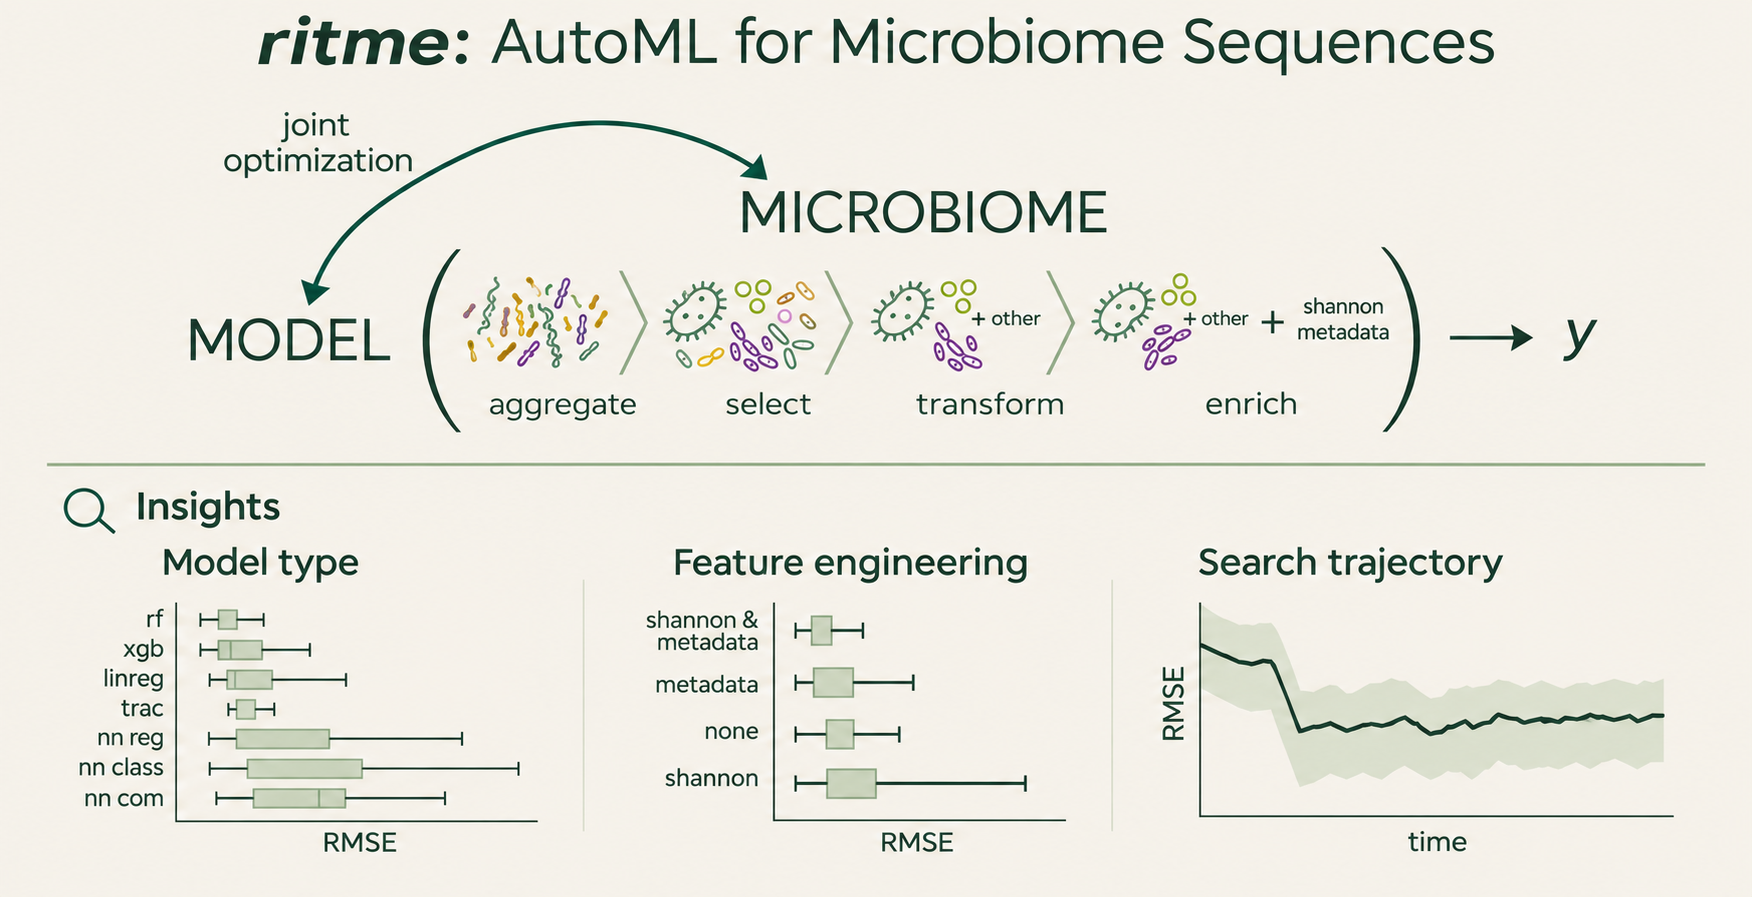 ritme: AutoML for Microbiome Sequences
joint
optimization
MICROBIOME
MODEL
+ other
+ other
+
shannon
metadata
y
aggregate
select
transform
enrich
Insights
Model type
rf
xgb
linreg
trac
nn reg
nn class
nn com
RMSE
Feature engineering
shannon &
metadata
metadata
none
shannon
RMSE
Search trajectory
RMSE
time